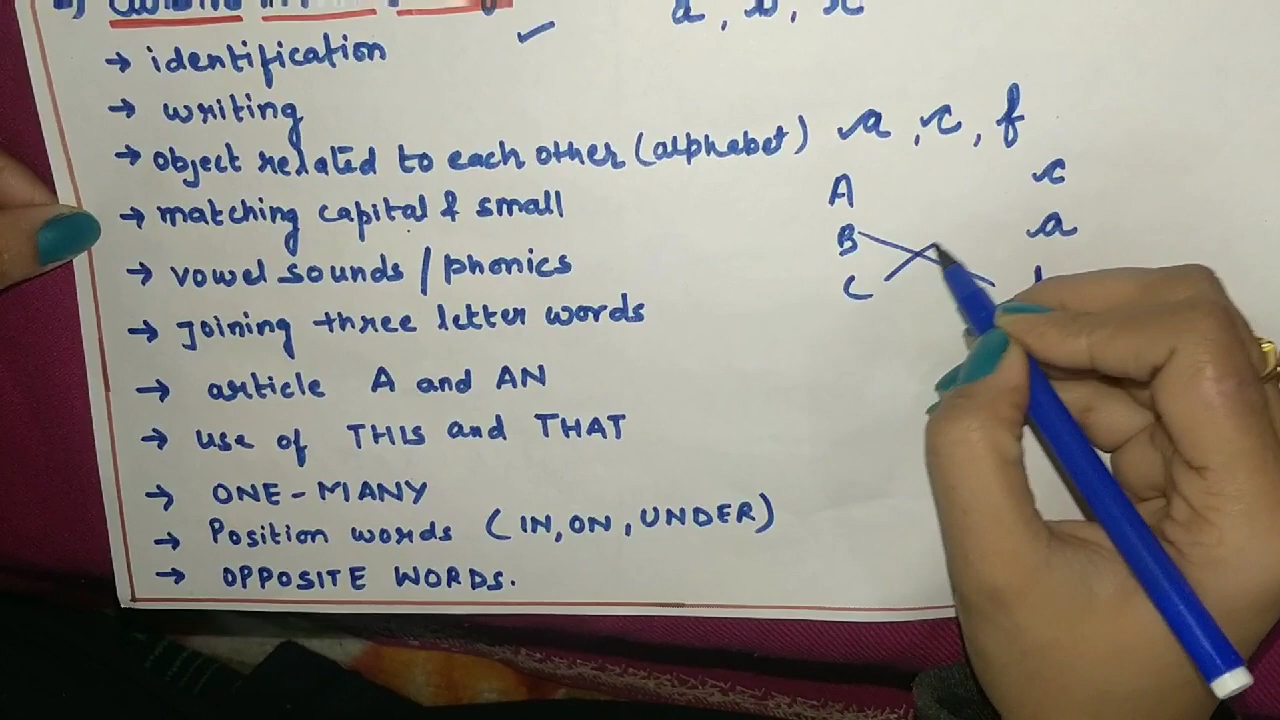 → identification
→ writing
→ object related to each other (alphabet) a, c, f
→ matching capital & small
→ vowel sounds / phonics
→ Joining three letter words
→ article A and AN
→ use of THIS and THAT
→ ONE-MANY
→ Position words (IN, ON, UNDER)
→ OPPOSITE WORDS.
A c
B a
C